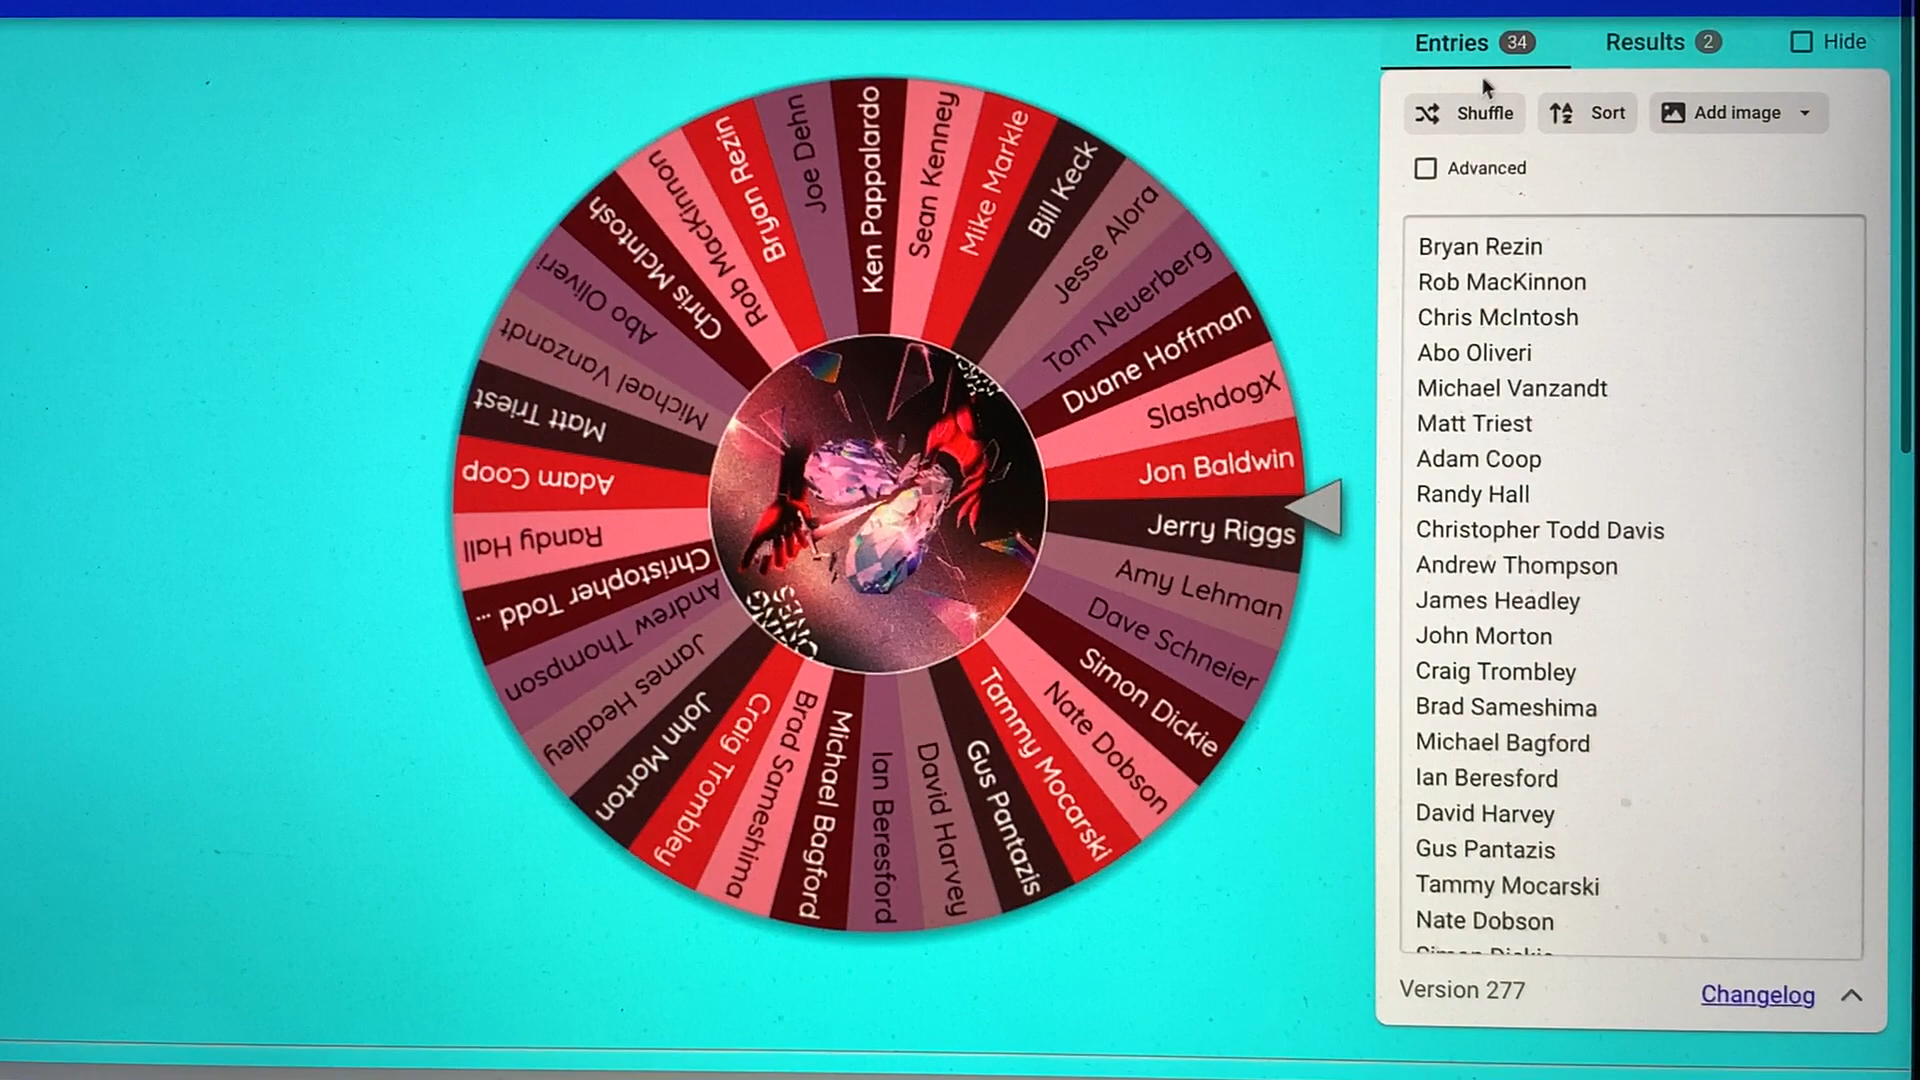 Entries 34
Results 2
Hide
Shuffle
Sort
Add image
Advanced
Bryan Rezin
Rob MacKinnon
Chris McIntosh
Abo Oliveri
Michael Vanzandt
Matt Triest
Adam Coop
Randy Hall
Christopher Todd Davis
Andrew Thompson
James Headley
John Morton
Craig Trombley
Brad Sameshima
Michael Bagford
Ian Beresford
David Harvey
Gus Pantazis
Tammy Mocarski
Nate Dobson
Simon Dickie
Version 277
Changelog
Ken Pappalardo
Sean Kenney
Mike Markle
Bill Keck
Jesse Alora
Tom Neuerberg
Duane Hoffman
SlashdogX
Jon Baldwin
Jerry Riggs
Amy Lehman
Dave Schneier
Simon Dickie
Nate Dobson
Tammy Mocarski
Gus Pantazis
David Harvey
Ian Beresford
Michael Bagford
Brad Sameshima
Craig Trombley
John Morton
James Headley
Andrew Thompson
Christopher Todd ...
Randy Hall
Adam Coop
Matt Triest
Michael Vanzandt
Abo Oliveri
Chris McIntosh
Rob MacKinnon
Bryan Rezin
Joe Dehn